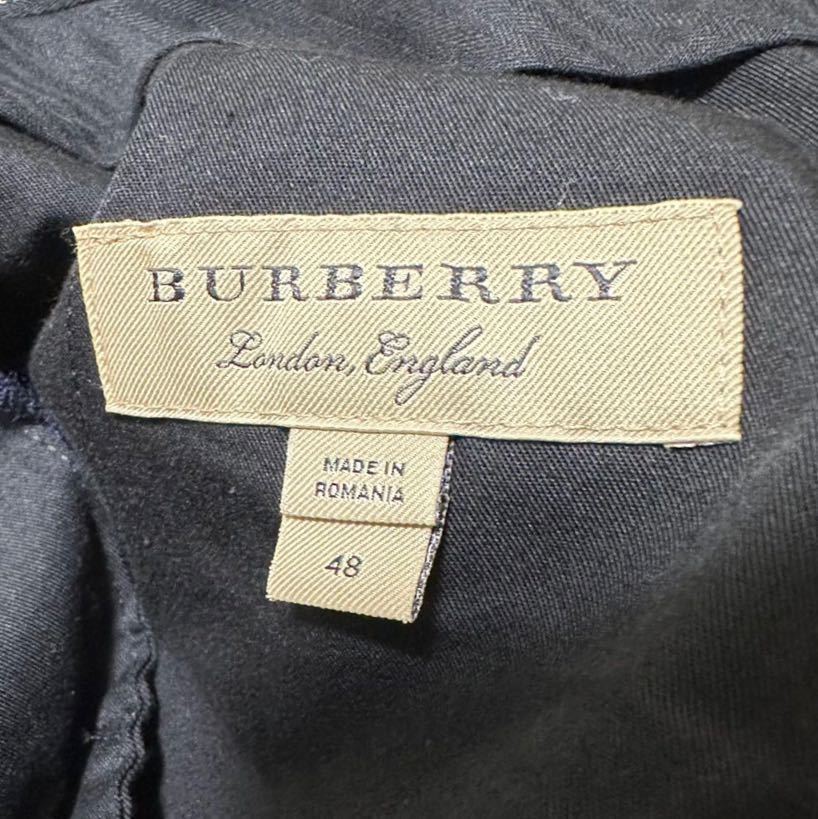 BURBERRY
London, England
MADE IN
ROMANIA
48